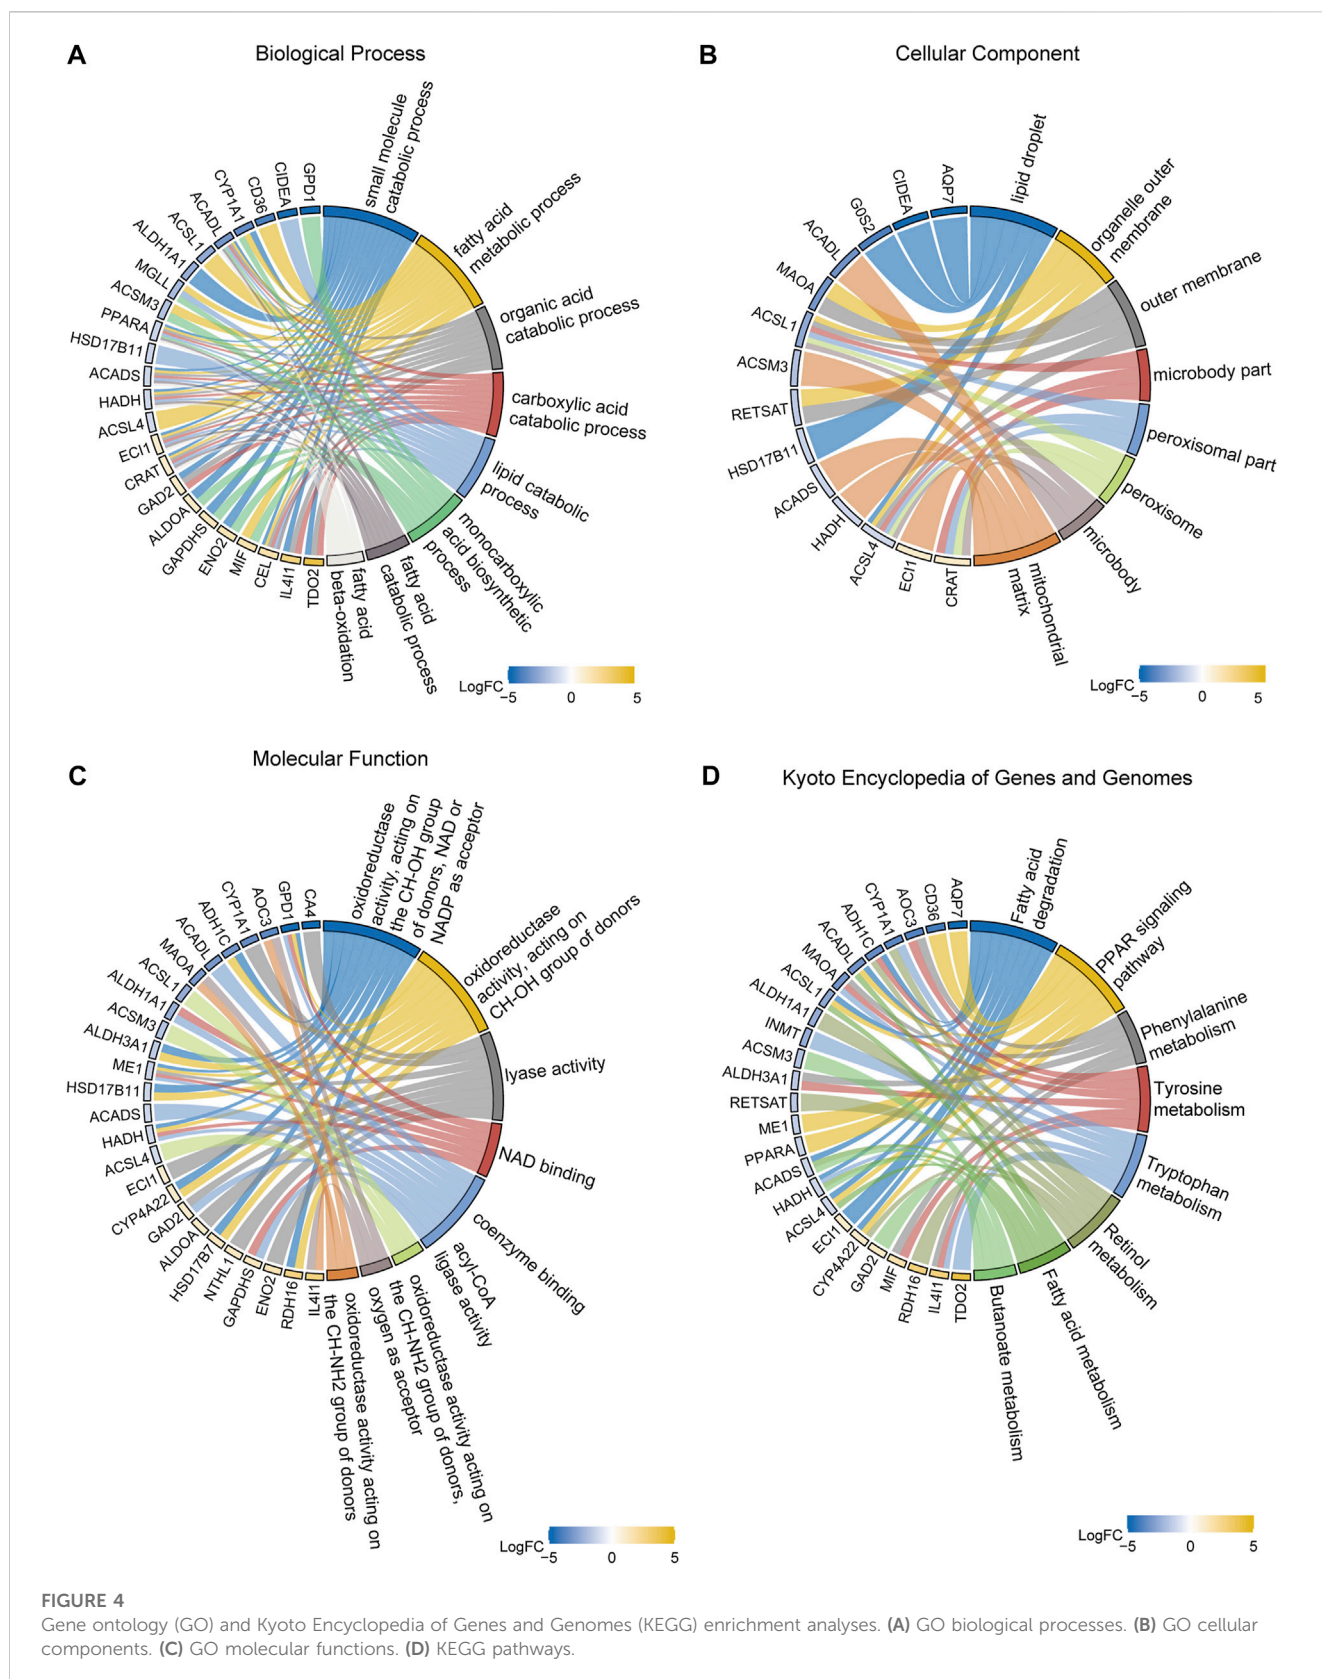 A
Biological Process
small molecule
catabolic process
fatty acid
metabolic process
organic acid
catabolic process
carboxylic acid
catabolic process
lipid catabolic
process
monocarboxylic
acid biosynthetic
process
fatty acid
catabolic process
fatty acid
beta-oxidation
GPD1
CIDEA
CD36
CYP1A1
ACADL
ACSL1
ALDH1A1
MGLL
ACSM3
PPARA
HSD17B11
ACADS
HADH
ACSL4
ECI1
CRAT
GAD2
ALDOA
GAPDHS
ENO2
MIF
CEL
IL4I1
TDO2
LogFC
−5
0
5
B
Cellular Component
lipid droplet
organelle outer
membrane
outer membrane
microbody part
peroxisomal part
peroxisome
microbody
mitochondrial
matrix
AQP7
CIDEA
G0S2
ACADL
MAOA
ACSL1
ACSM3
RETSAT
HSD17B11
ACADS
HADH
ACSL4
ECI1
CRAT
LogFC
−5
0
5
C
Molecular Function
oxidoreductase
activity, acting on
the CH-OH group
of donors, NAD or
NADP as acceptor
oxidoreductase
activity, acting on
CH-OH group of donors
lyase activity
NAD binding
coenzyme binding
acyl-CoA
ligase activity
oxidoreductase activity acting on
the CH-NH2 group of donors,
oxygen as acceptor
oxidoreductase activity acting on
the CH-NH2 group of donors
CA4
GPD1
AOC3
CYP1A1
ADH1C
ACADL
MAOA
ACSL1
ALDH1A1
ACSM3
ALDH3A1
ME1
HSD17B11
ACADS
HADH
ACSL4
ECI1
CYP4A22
GAD2
ALDOA
HSD17B7
NTHL1
GAPDHS
ENO2
RDH16
IL4I1
LogFC
−5
0
5
D
Kyoto Encyclopedia of Genes and Genomes
Fatty acid
degradation
PPAR signaling
pathway
Phenylalanine
metabolism
Tyrosine
metabolism
Tryptophan
metabolism
Retinol
metabolism
Fatty acid metabolism
Butanoate metabolism
AQP7
CD36
AOC3
CYP1A1
ADH1C
ACADL
MAOA
ACSL1
ALDH1A1
INMT
ACSM3
ALDH3A1
RETSAT
ME1
PPARA
ACADS
HADH
ACSL4
ECI1
CYP4A22
GAD2
MIF
RDH16
IL4I1
TDO2
LogFC
−5
0
5
FIGURE 4
Gene ontology (GO) and Kyoto Encyclopedia of Genes and Genomes (KEGG) enrichment analyses. (A) GO biological processes. (B) GO cellular
components. (C) GO molecular functions. (D) KEGG pathways.